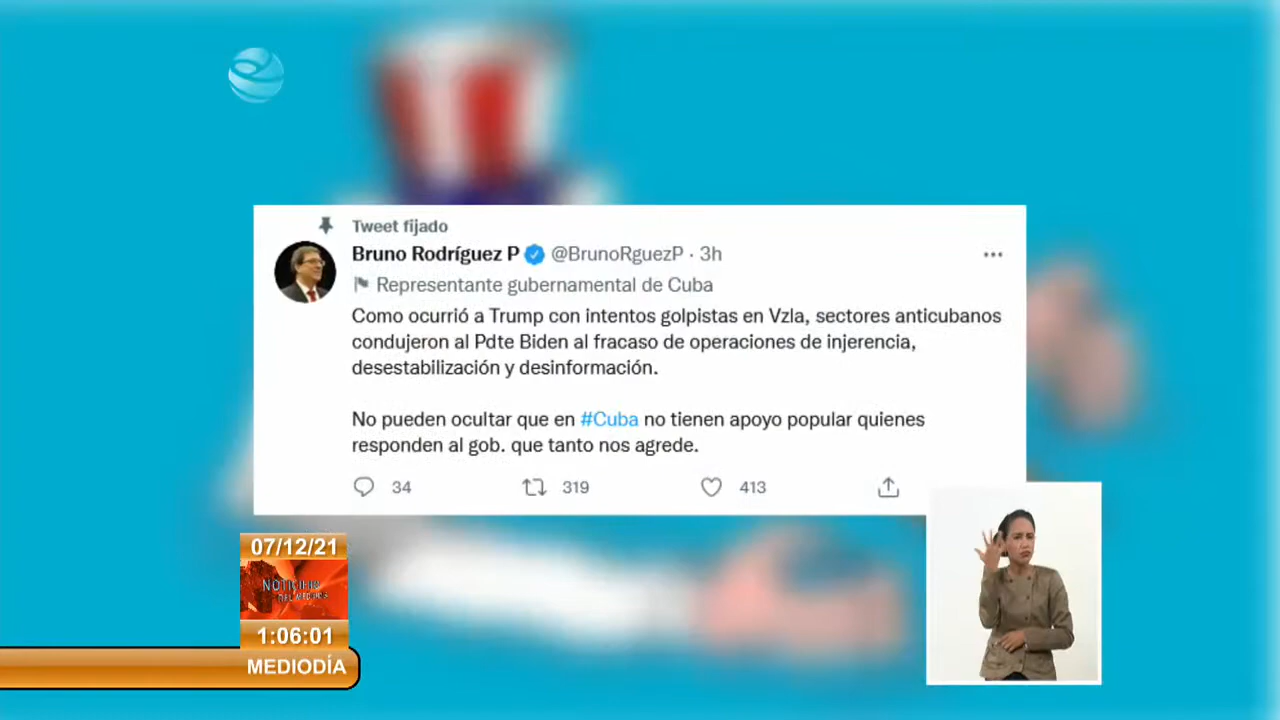 Tweet fijado
Bruno Rodríguez P @BrunoRguezP · 3h
Representante gubernamental de Cuba
Como ocurrió a Trump con intentos golpistas en Vzla, sectores anticubanos
condujeron al Pdte Biden al fracaso de operaciones de injerencia,
desestabilización y desinformación.
No pueden ocultar que en #Cuba no tienen apoyo popular quienes
responden al gob. que tanto nos agrede.
34 319 413
07/12/21
NOTICIERO
DEL MEDIODÍA
1:06:01
MEDIODÍA